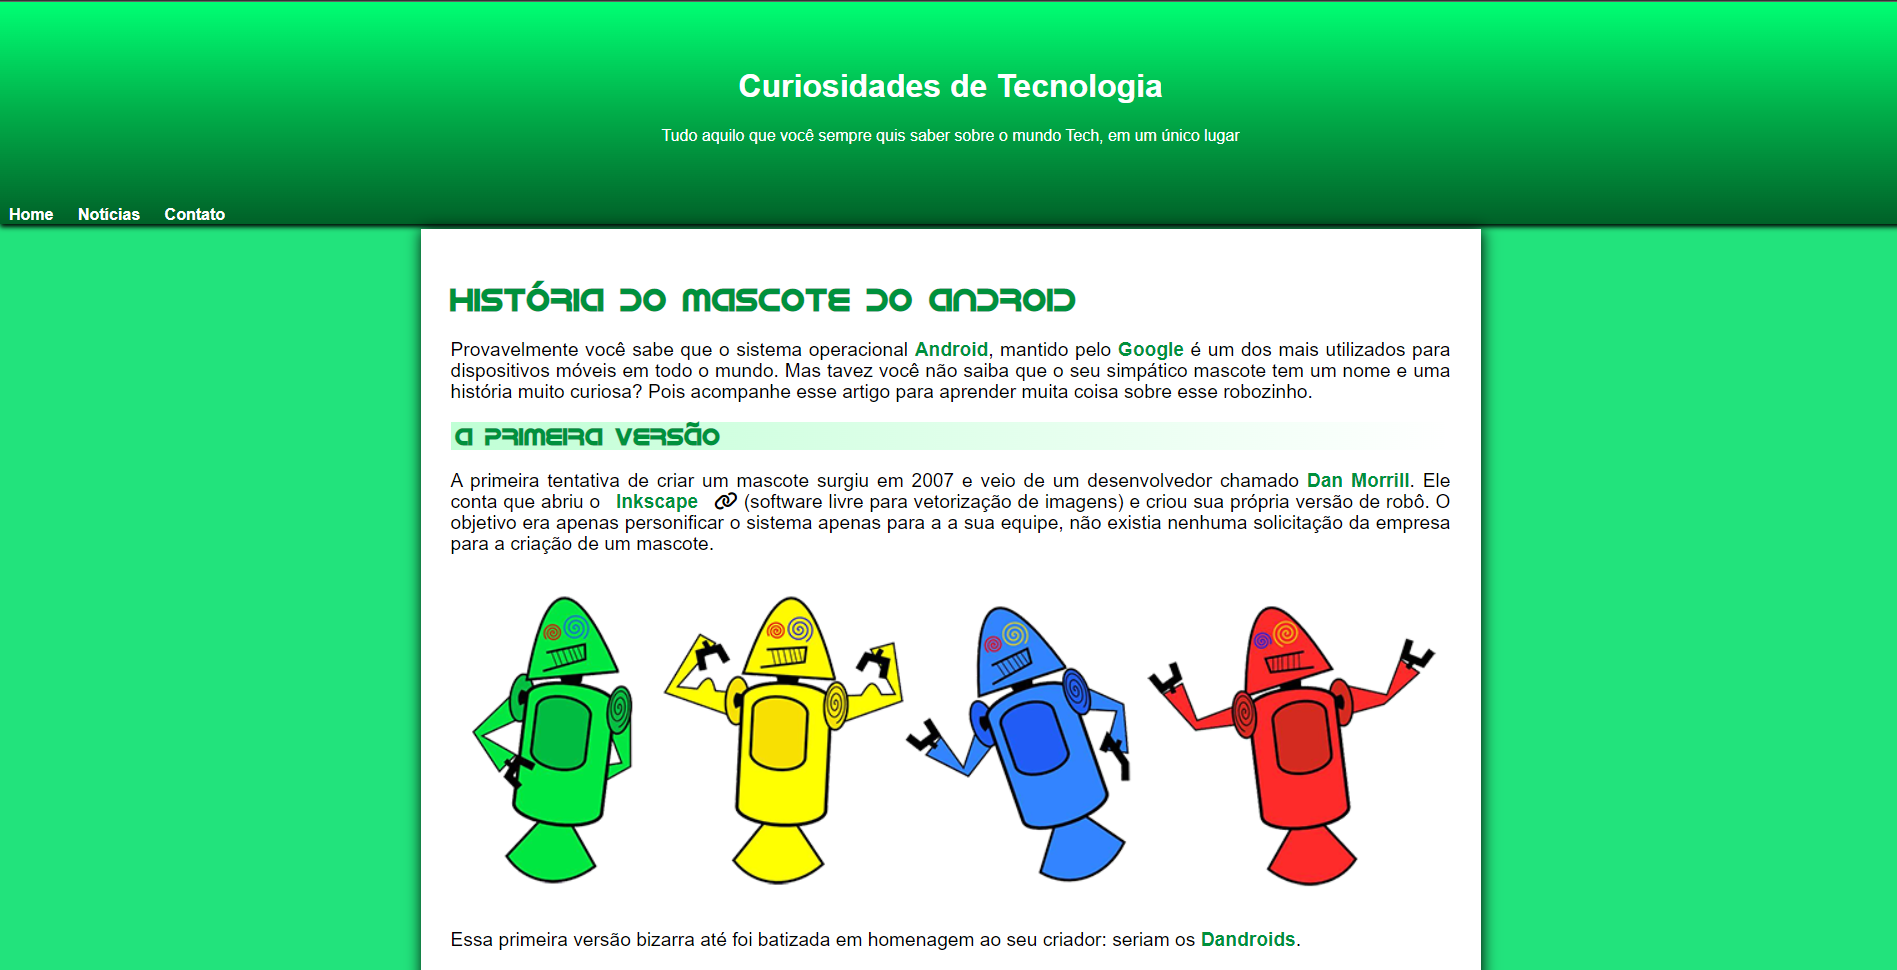 Curiosidades de Tecnologia
Tudo aquilo que você sempre quis saber sobre o mundo Tech, em um único lugar
Home Notícias Contato
HISTÓRIA DO MASCOTE DO ANDROID
Provavelmente você sabe que o sistema operacional Android, mantido pelo Google é um dos mais utilizados para
dispositivos móveis em todo o mundo. Mas tavez você não saiba que o seu simpático mascote tem um nome e uma
história muito curiosa? Pois acompanhe esse artigo para aprender muita coisa sobre esse robozinho.
A PRIMEIRA VERSÃO
A primeira tentativa de criar um mascote surgiu em 2007 e veio de um desenvolvedor chamado Dan Morrill. Ele
conta que abriu o Inkscape (software livre para vetorização de imagens) e criou sua própria versão de robô. O
objetivo era apenas personificar o sistema apenas para a a sua equipe, não existia nenhuma solicitação da empresa
para a criação de um mascote.
Essa primeira versão bizarra até foi batizada em homenagem ao seu criador: seriam os Dandroids.